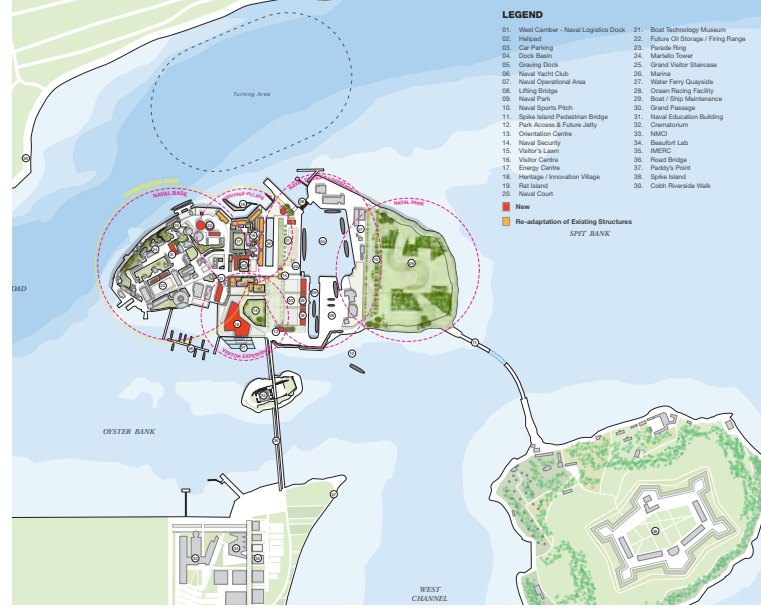 LEGEND
01. West Camber - Naval Logistics Dock
02. Helipad
03. Car Parking
04. Dock Basin
05. Graving Dock
06. Naval Yacht Club
07. Naval Operational Area
08. Lifting Bridge
09. Naval Park
10. Naval Sports Pitch
11. Spike Island Pedestrian Bridge
12. Park Access & Future Jetty
13. Orientation Centre
14. Naval Security
15. Visitor's Lawn
16. Visitor Centre
17. Energy Centre
18. Heritage / Innovation Village
19. Rat Island
20. Naval Court
21. Boat Technology Museum
22. Future Oil Storage / Firing Range
23. Parade Ring
24. Martello Tower
25. Grand Visitor Staircase
26. Marina
27. Water Ferry Quayside
28. Ocean Racing Facility
29. Boat / Ship Maintenance
30. Grand Passage
31. Naval Education Building
32. Crematorium
33. NMCI
34. Beaufort Lab
35. IMERC
36. Road Bridge
37. Paddy's Point
38. Spike Island
39. Cobh Riverside Walk
New
Re-adaptation of Existing Structures
SPIT BANK
Turning Area
NAVAL BASE
NAVAL PARK
VISITOR EXPERIENCE
OAD
OYSTER BANK
WEST
CHANNEL